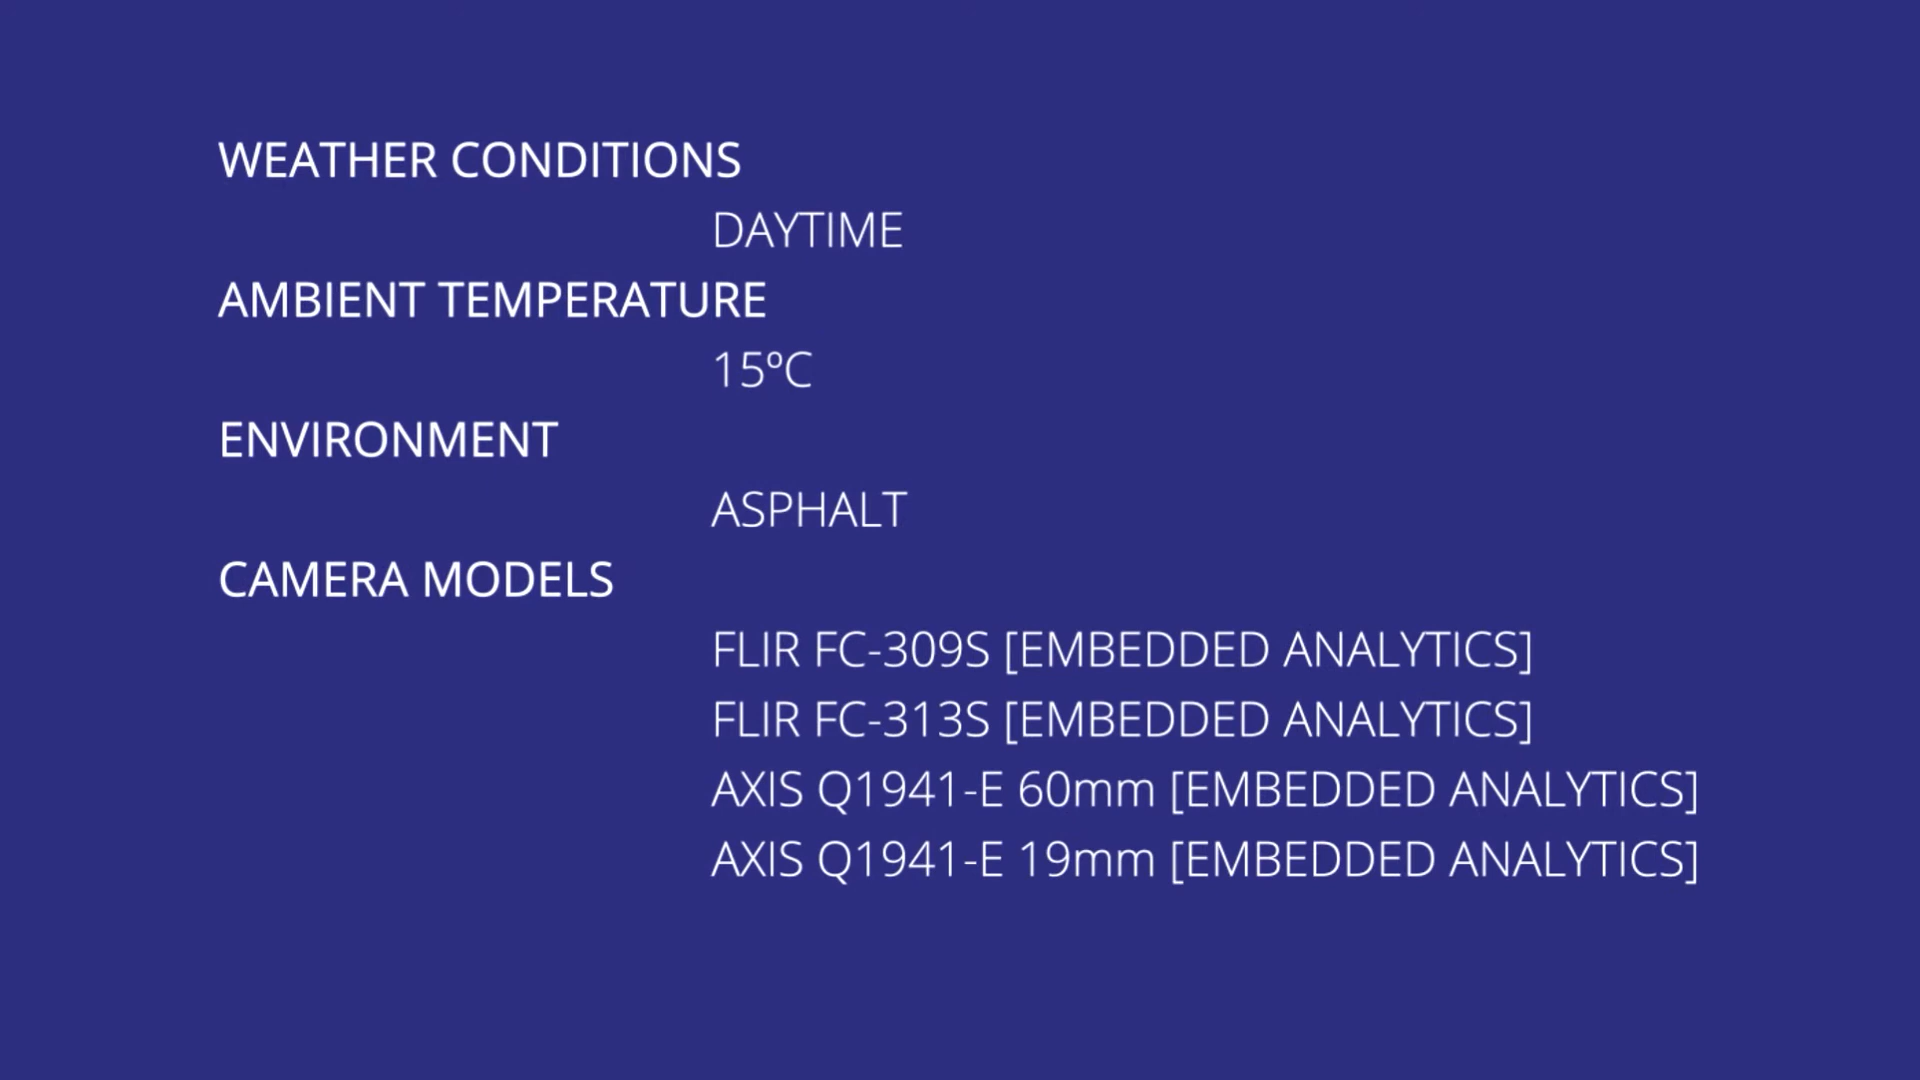 WEATHER CONDITIONS
DAYTIME
AMBIENT TEMPERATURE
15ºC
ENVIRONMENT
ASPHALT
CAMERA MODELS
FLIR FC-309S [EMBEDDED ANALYTICS]
FLIR FC-313S [EMBEDDED ANALYTICS]
AXIS Q1941-E 60mm [EMBEDDED ANALYTICS]
AXIS Q1941-E 19mm [EMBEDDED ANALYTICS]